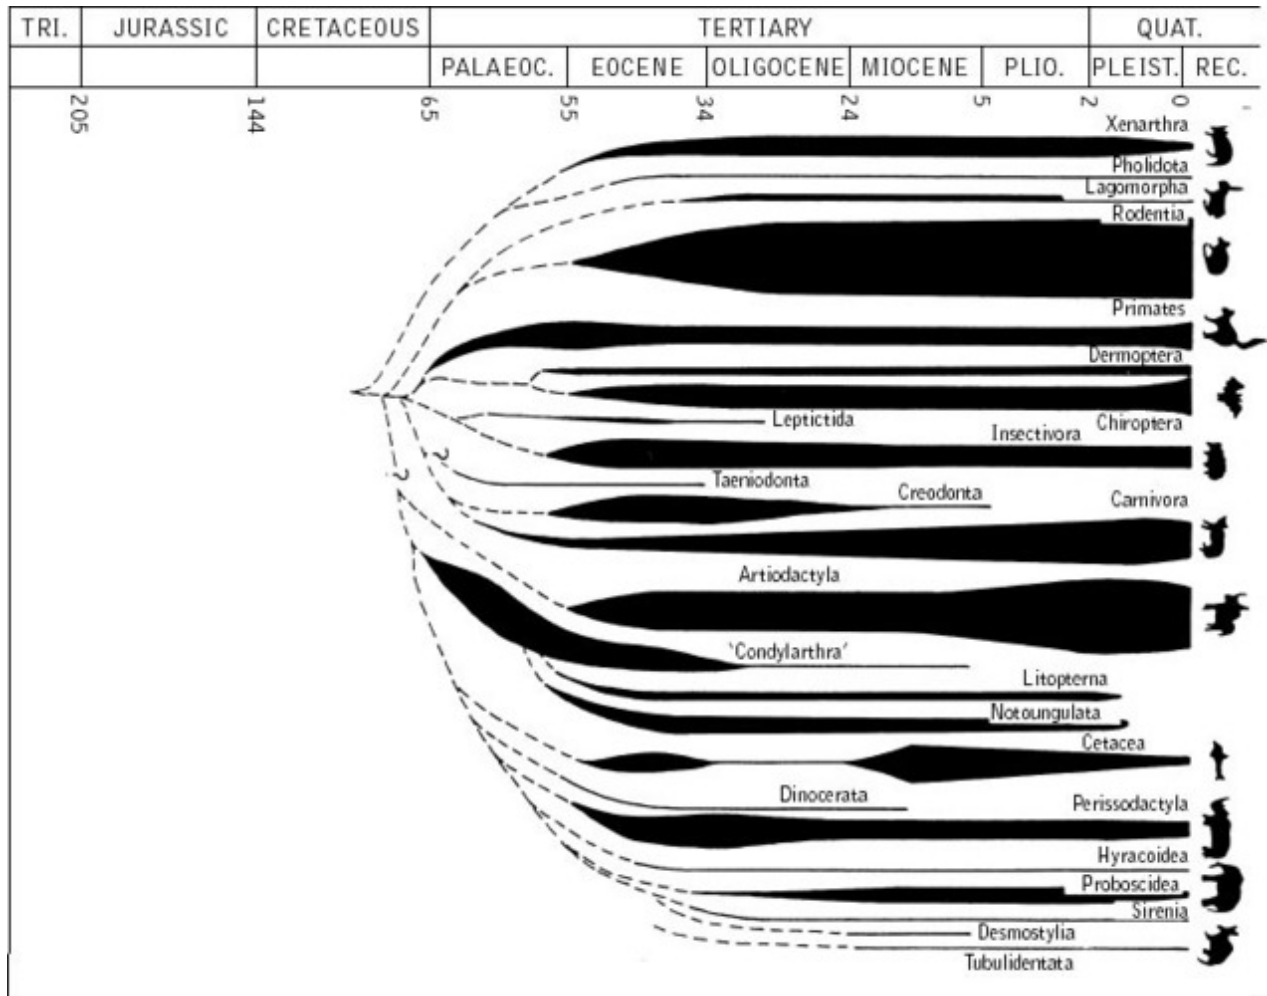 TRI. JURASSIC CRETACEOUS TERTIARY QUAT.
PALAEOC. EOCENE OLIGOCENE MIOCENE PLIO. PLEIST. REC.
205 144 65 55 34 24 5 2 0
Xenarthra
Pholidota
Lagomorpha
Rodentia
Primates
Dermoptera
Leptictida
Chiroptera
Insectivora
?
?
Taeniodonta
Creodonta
Carnivora
Artiodactyla
'Condylarthra'
Litopterna
Notoungulata
Cetacea
Dinocerata
Perissodactyla
Hyracoidea
Proboscidea
Sirenia
Desmostylia
Tubulidentata